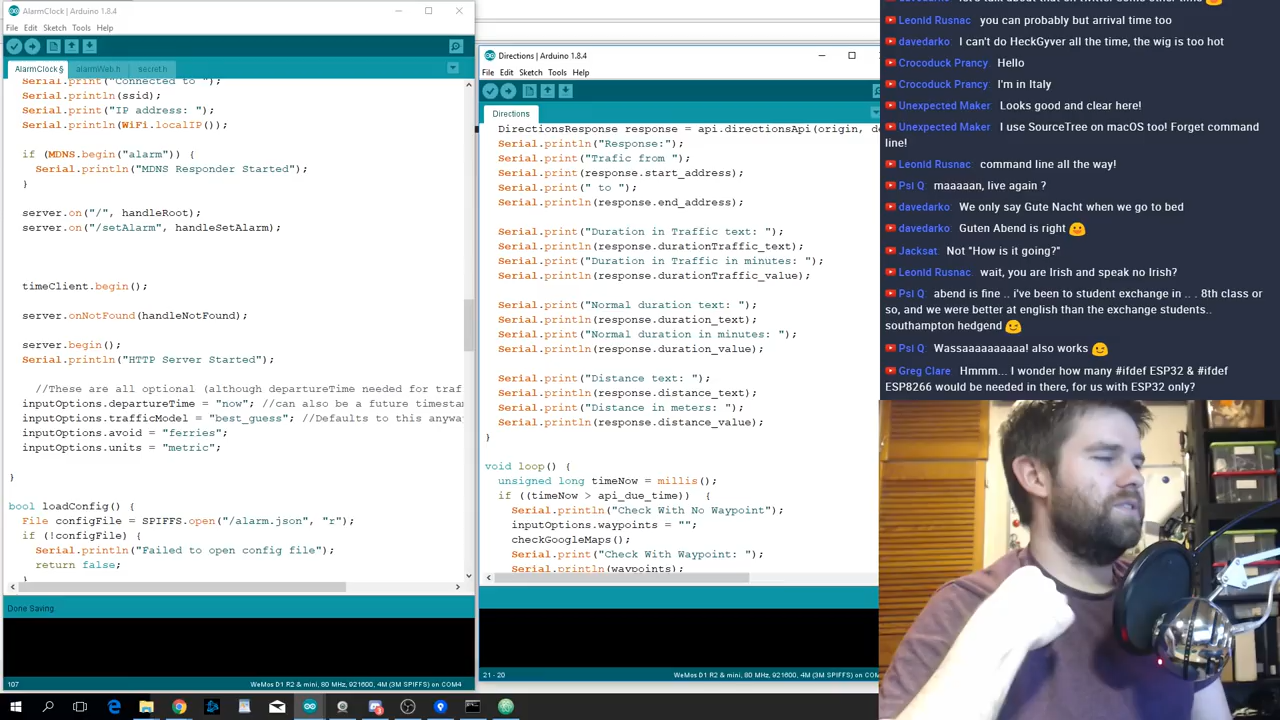 AlarmClock | Arduino 1.8.4
File Edit Sketch Tools Help
AlarmClock § alarmWeb.h secret.h
Serial.print("Connected to ");
Serial.println(ssid);
Serial.print("IP address: ");
Serial.println(WiFi.localIP());
if (MDNS.begin("alarm")) {
Serial.println("MDNS Responder Started");
}
server.on("/", handleRoot);
server.on("/setAlarm", handleSetAlarm);
timeClient.begin();
server.onNotFound(handleNotFound);
server.begin();
Serial.println("HTTP Server Started");
//These are all optional (although departureTime needed for traf
inputOptions.departureTime = "now"; //can also be a future timesta
inputOptions.trafficModel = "best_guess"; //Defaults to this anywa
inputOptions.avoid = "ferries";
inputOptions.units = "metric";
}
bool loadConfig() {
File configFile = SPIFFS.open("/alarm.json", "r");
if (!configFile) {
Serial.println("Failed to open config file");
return false;
}
Done Saving.
107
WeMos D1 R2 & mini, 80 MHz, 921600, 4M (3M SPIFFS) on COM4
Directions | Arduino 1.8.4
File Edit Sketch Tools Help
Directions
DirectionsResponse response = api.directionsApi(origin, de
Serial.println("Response:");
Serial.print("Trafic from ");
Serial.print(response.start_address);
Serial.print(" to ");
Serial.println(response.end_address);
Serial.print("Duration in Traffic text: ");
Serial.println(response.durationTraffic_text);
Serial.print("Duration in Traffic in minutes: ");
Serial.println(response.durationTraffic_value);
Serial.print("Normal duration text: ");
Serial.println(response.duration_text);
Serial.print("Normal duration in minutes: ");
Serial.println(response.duration_value);
Serial.print("Distance text: ");
Serial.println(response.distance_text);
Serial.print("Distance in meters: ");
Serial.println(response.distance_value);
}
void loop() {
unsigned long timeNow = millis();
if ((timeNow > api_due_time)) {
Serial.println("Check With No Waypoint");
inputOptions.waypoints = "";
checkGoogleMaps();
Serial.print("Check With Waypoint: ");
Serial.println(waypoints);
21 - 20
WeMos D1 R2 & mini, 80 MHz, 921600, 4M (3M SPIFFS) on COM4
Leonid Rusnac you can probably but arrival time too
davedarko I can't do HeckGyver all the time, the wig is too hot
Crocoduck Prancy: Hello
Crocoduck Prancy: I'm in Italy
Unexpected Maker Looks good and clear here!
Unexpected Maker I use SourceTree on macOS too! Forget command
line!
Leonid Rusnac command line all the way!
Psi Q: maaaaan, live again ?
davedarko We only say Gute Nacht when we go to bed
davedarko Guten Abend is right
Jacksat: Not "How is it going?"
Leonid Rusnac wait, you are Irish and speak no Irish?
Psi Q: abend is fine .. i've been to student exchange in .. . 8th class or
so, and we were better at english than the exchange students..
southampton hedgend
Psi Q: Wassaaaaaaaaa! also works
Greg Clare: Hmmm... I wonder how many #ifdef ESP32 & #ifdef
ESP8266 would be needed in there, for us with ESP32 only?